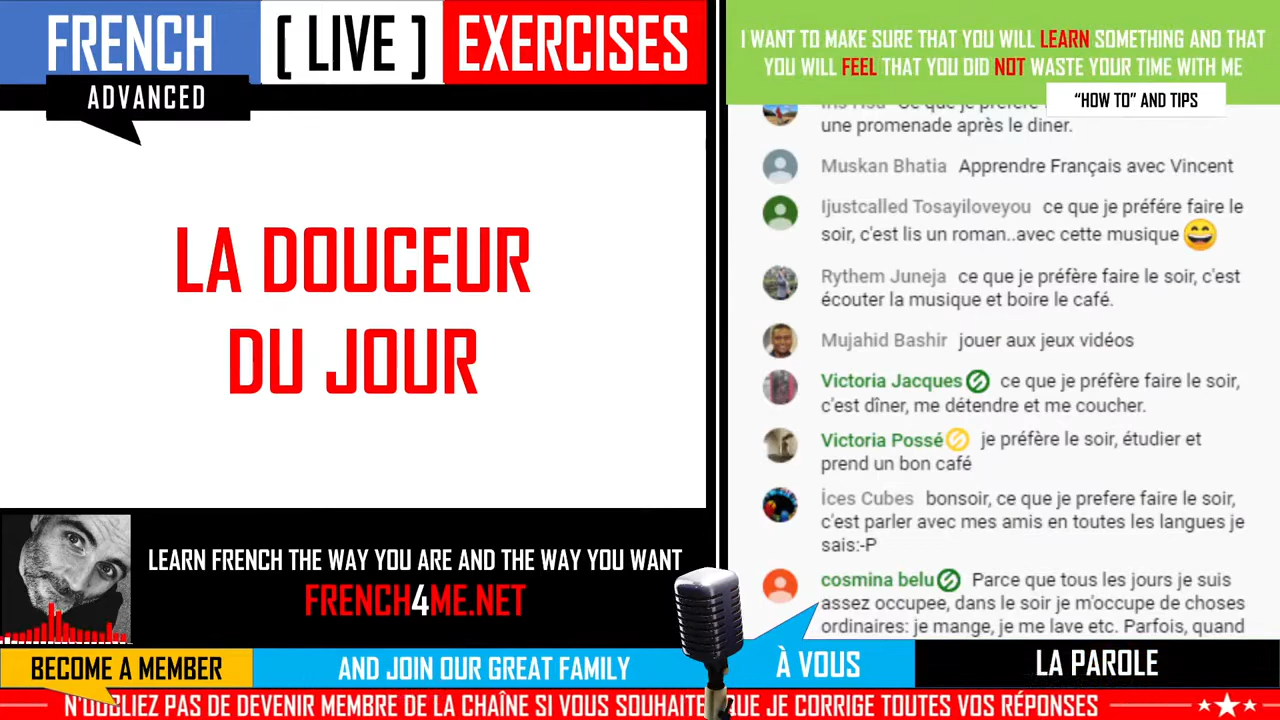 FRENCH [ LIVE ] EXERCISES
ADVANCED
LA DOUCEUR
DU JOUR
LEARN FRENCH THE WAY YOU ARE AND THE WAY YOU WANT
FRENCH4ME.NET
I WANT TO MAKE SURE THAT YOU WILL LEARN SOMETHING AND THAT
YOU WILL FEEL THAT YOU DID NOT WASTE YOUR TIME WITH ME
"HOW TO" AND TIPS
une promenade après le diner.
Muskan Bhatia Apprendre Français avec Vincent
Ijustcalled Tosayiloveyou ce que je préfére faire le
soir, c'est lis un roman..avec cette musique 😄
Rythem Juneja ce que je préfère faire le soir, c'est
écouter la musique et boire le café.
Mujahid Bashir jouer aux jeux vidéos
Victoria Jacques ce que je préfère faire le soir,
c'est dîner, me détendre et me coucher.
Victoria Possé je préfère le soir, étudier et
prend un bon café
İces Cubes bonsoir, ce que je prefere faire le soir,
c'est parler avec mes amis en toutes les langues je
sais:-P
cosmina belu Parce que tous les jours je suis
assez occupee, dans le soir je m'occupe de choses
ordinaires: je mange, je me lave etc. Parfois, quand
BECOME A MEMBER AND JOIN OUR GREAT FAMILY
À VOUS LA PAROLE
N'OUBLIEZ PAS DE DEVENIR MEMBRE DE LA CHAÎNE SI VOUS SOUHAITE QUE JE CORRIGE TOUTES VOS RÉPONSES